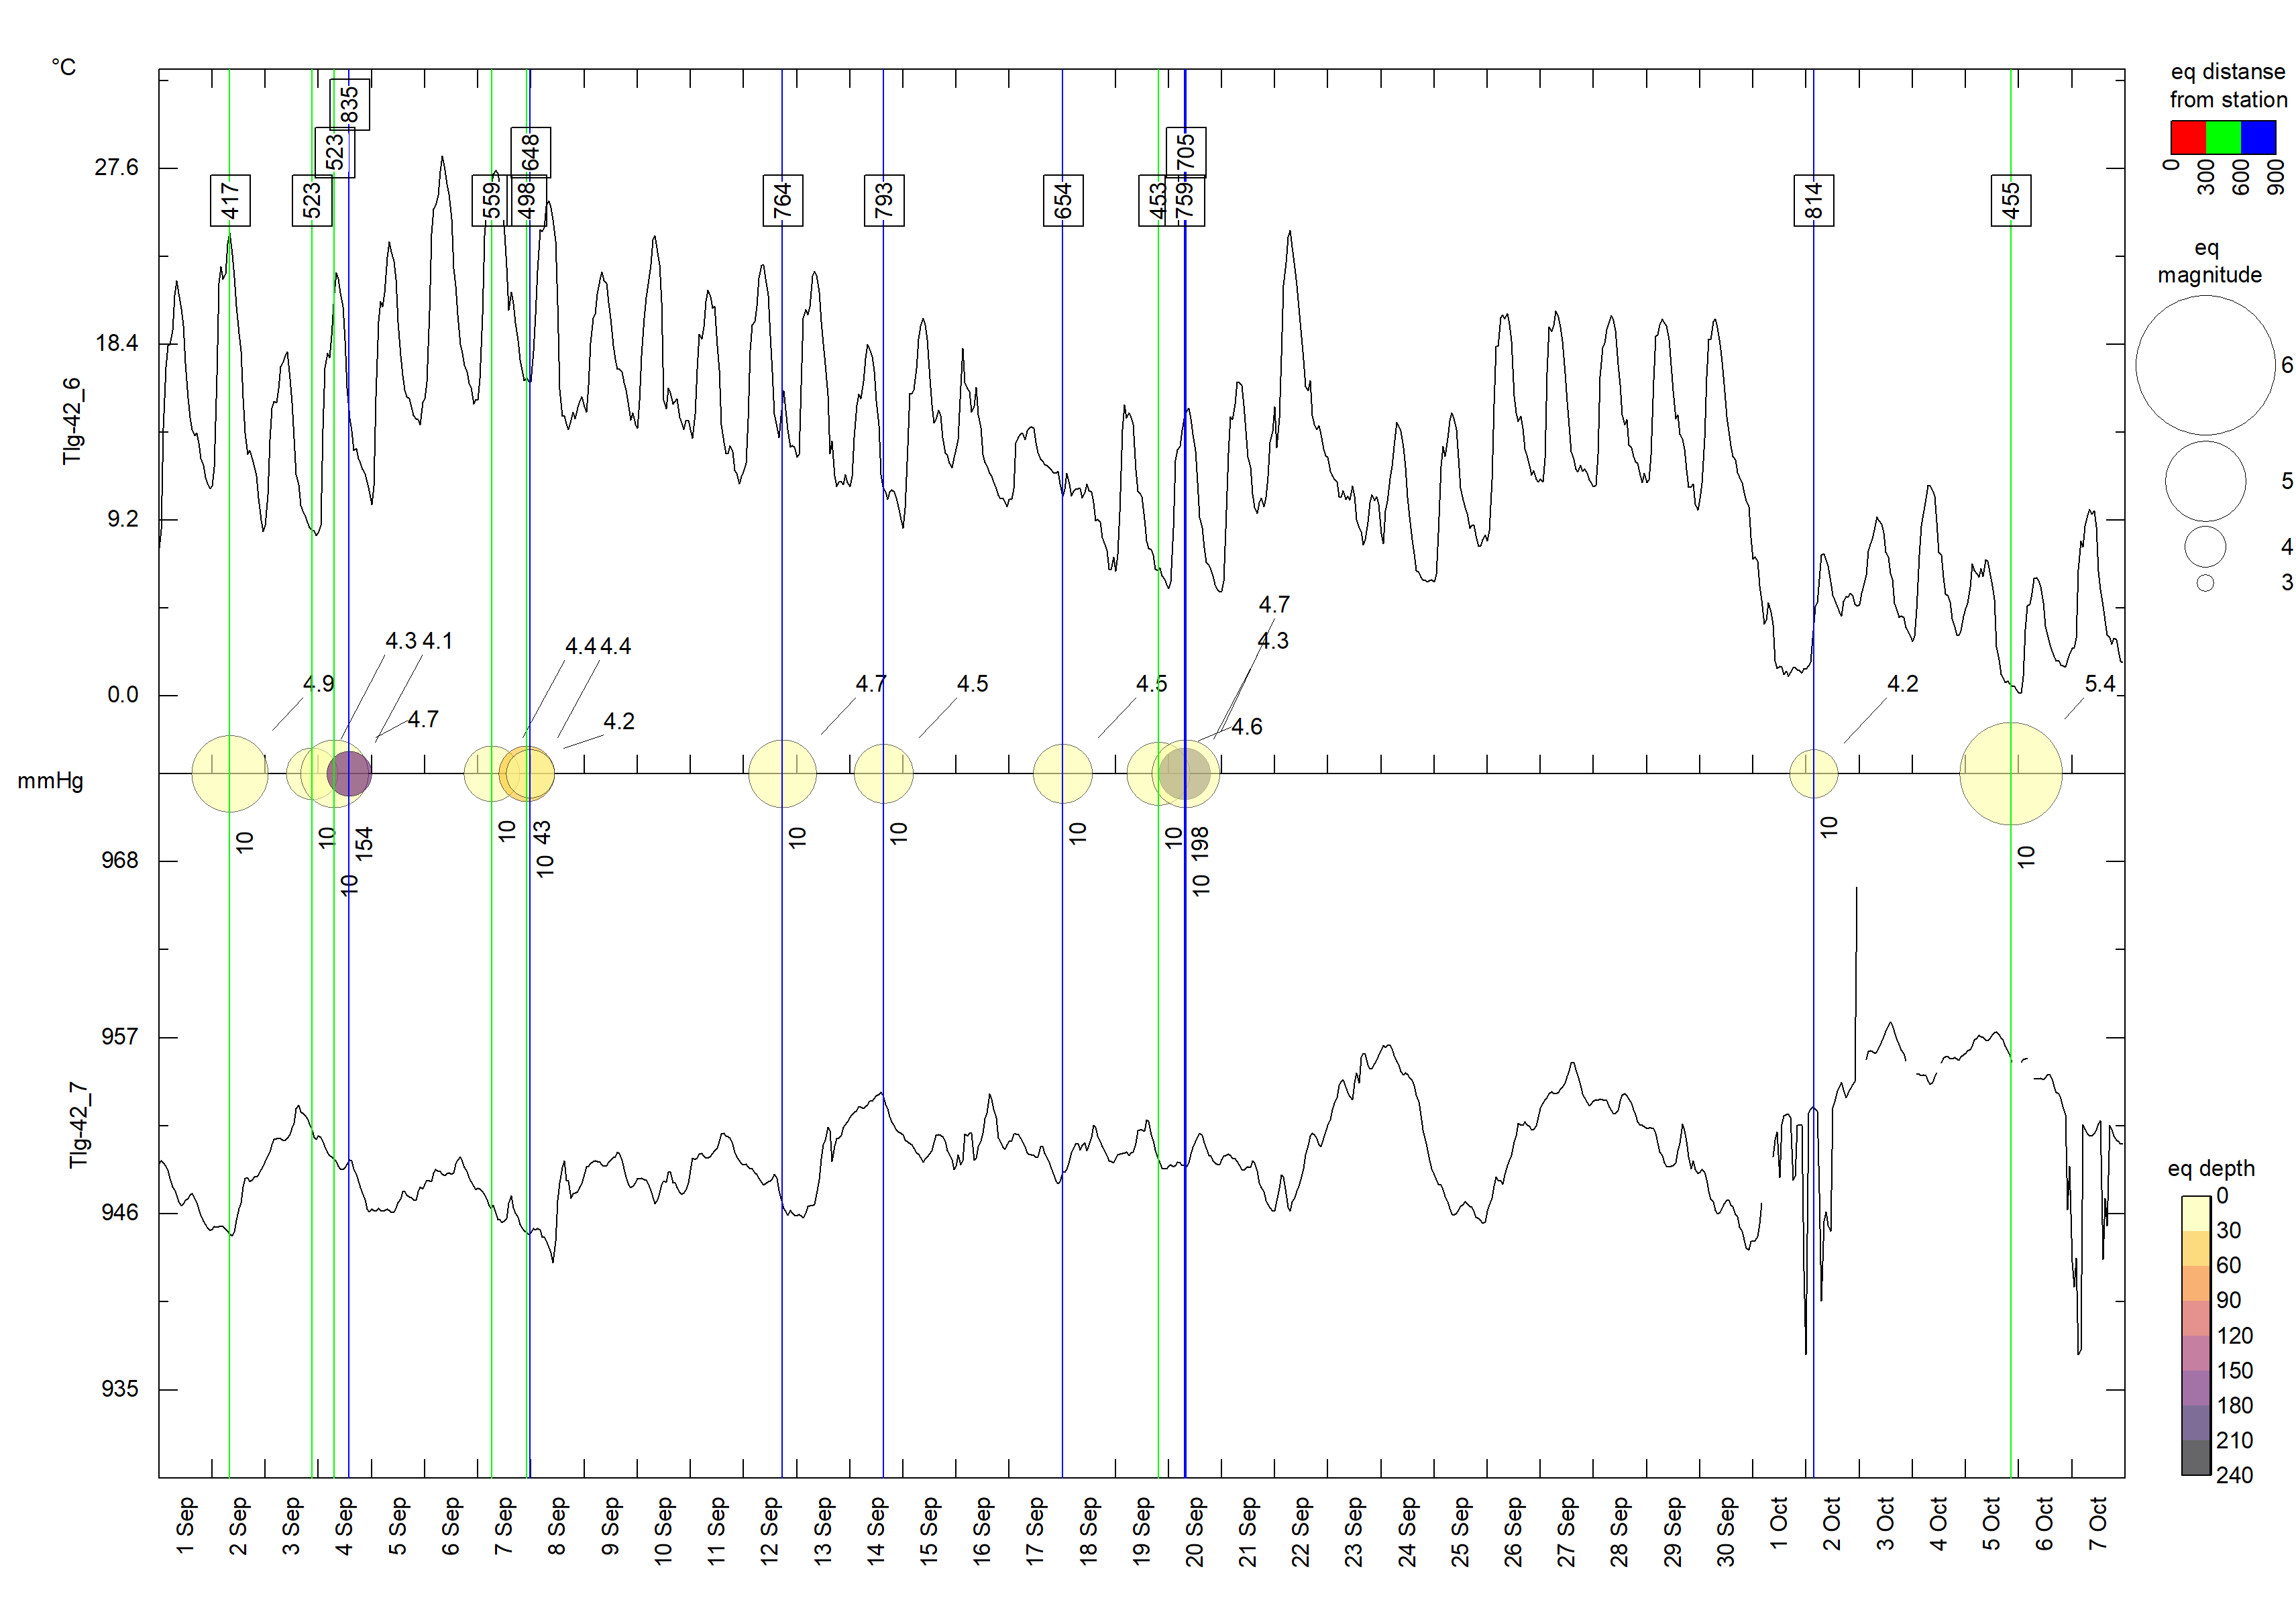 °C
eq distanse
from station
0
300
600
900
835
523
648
705
27.6
417
523
559
498
764
793
654
453
759
814
455
eq
magnitude
6
5
4
3
18.4
9.2
0.0
Tlg-42_6
4.7
4.3
4.1
4.4
4.4
4.3
4.9
4.7
4.5
4.5
4.2
5.4
4.7
4.2
4.6
mmHg
10
10
154
10
10
43
10
10
10
10
10
198
10
10
10
968
957
946
935
Tlg-42_7
eq depth
0
30
60
90
120
150
180
210
240
1 Sep
2 Sep
3 Sep
4 Sep
5 Sep
6 Sep
7 Sep
8 Sep
9 Sep
10 Sep
11 Sep
12 Sep
13 Sep
14 Sep
15 Sep
16 Sep
17 Sep
18 Sep
19 Sep
20 Sep
21 Sep
22 Sep
23 Sep
24 Sep
25 Sep
26 Sep
27 Sep
28 Sep
29 Sep
30 Sep
1 Oct
2 Oct
3 Oct
4 Oct
5 Oct
6 Oct
7 Oct